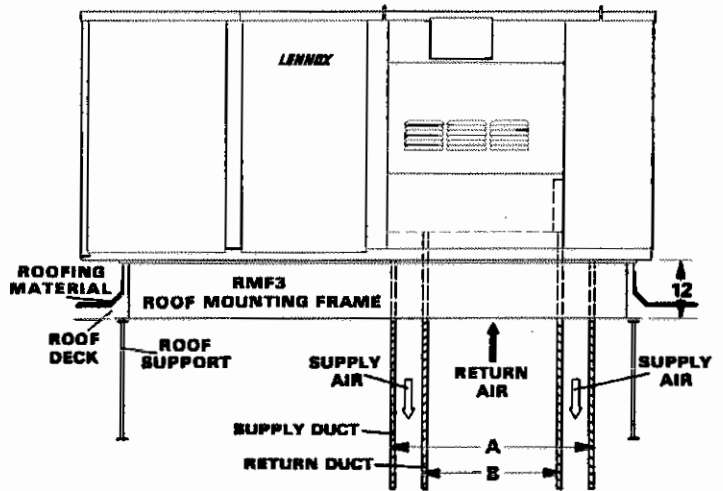 LENNOX
ROOFING
MATERIAL
RMF3
ROOF MOUNTING FRAME
12
ROOF
DECK
ROOF
SUPPORT
SUPPLY
AIR
RETURN
AIR
SUPPLY
AIR
SUPPLY DUCT
A
RETURN DUCT
B